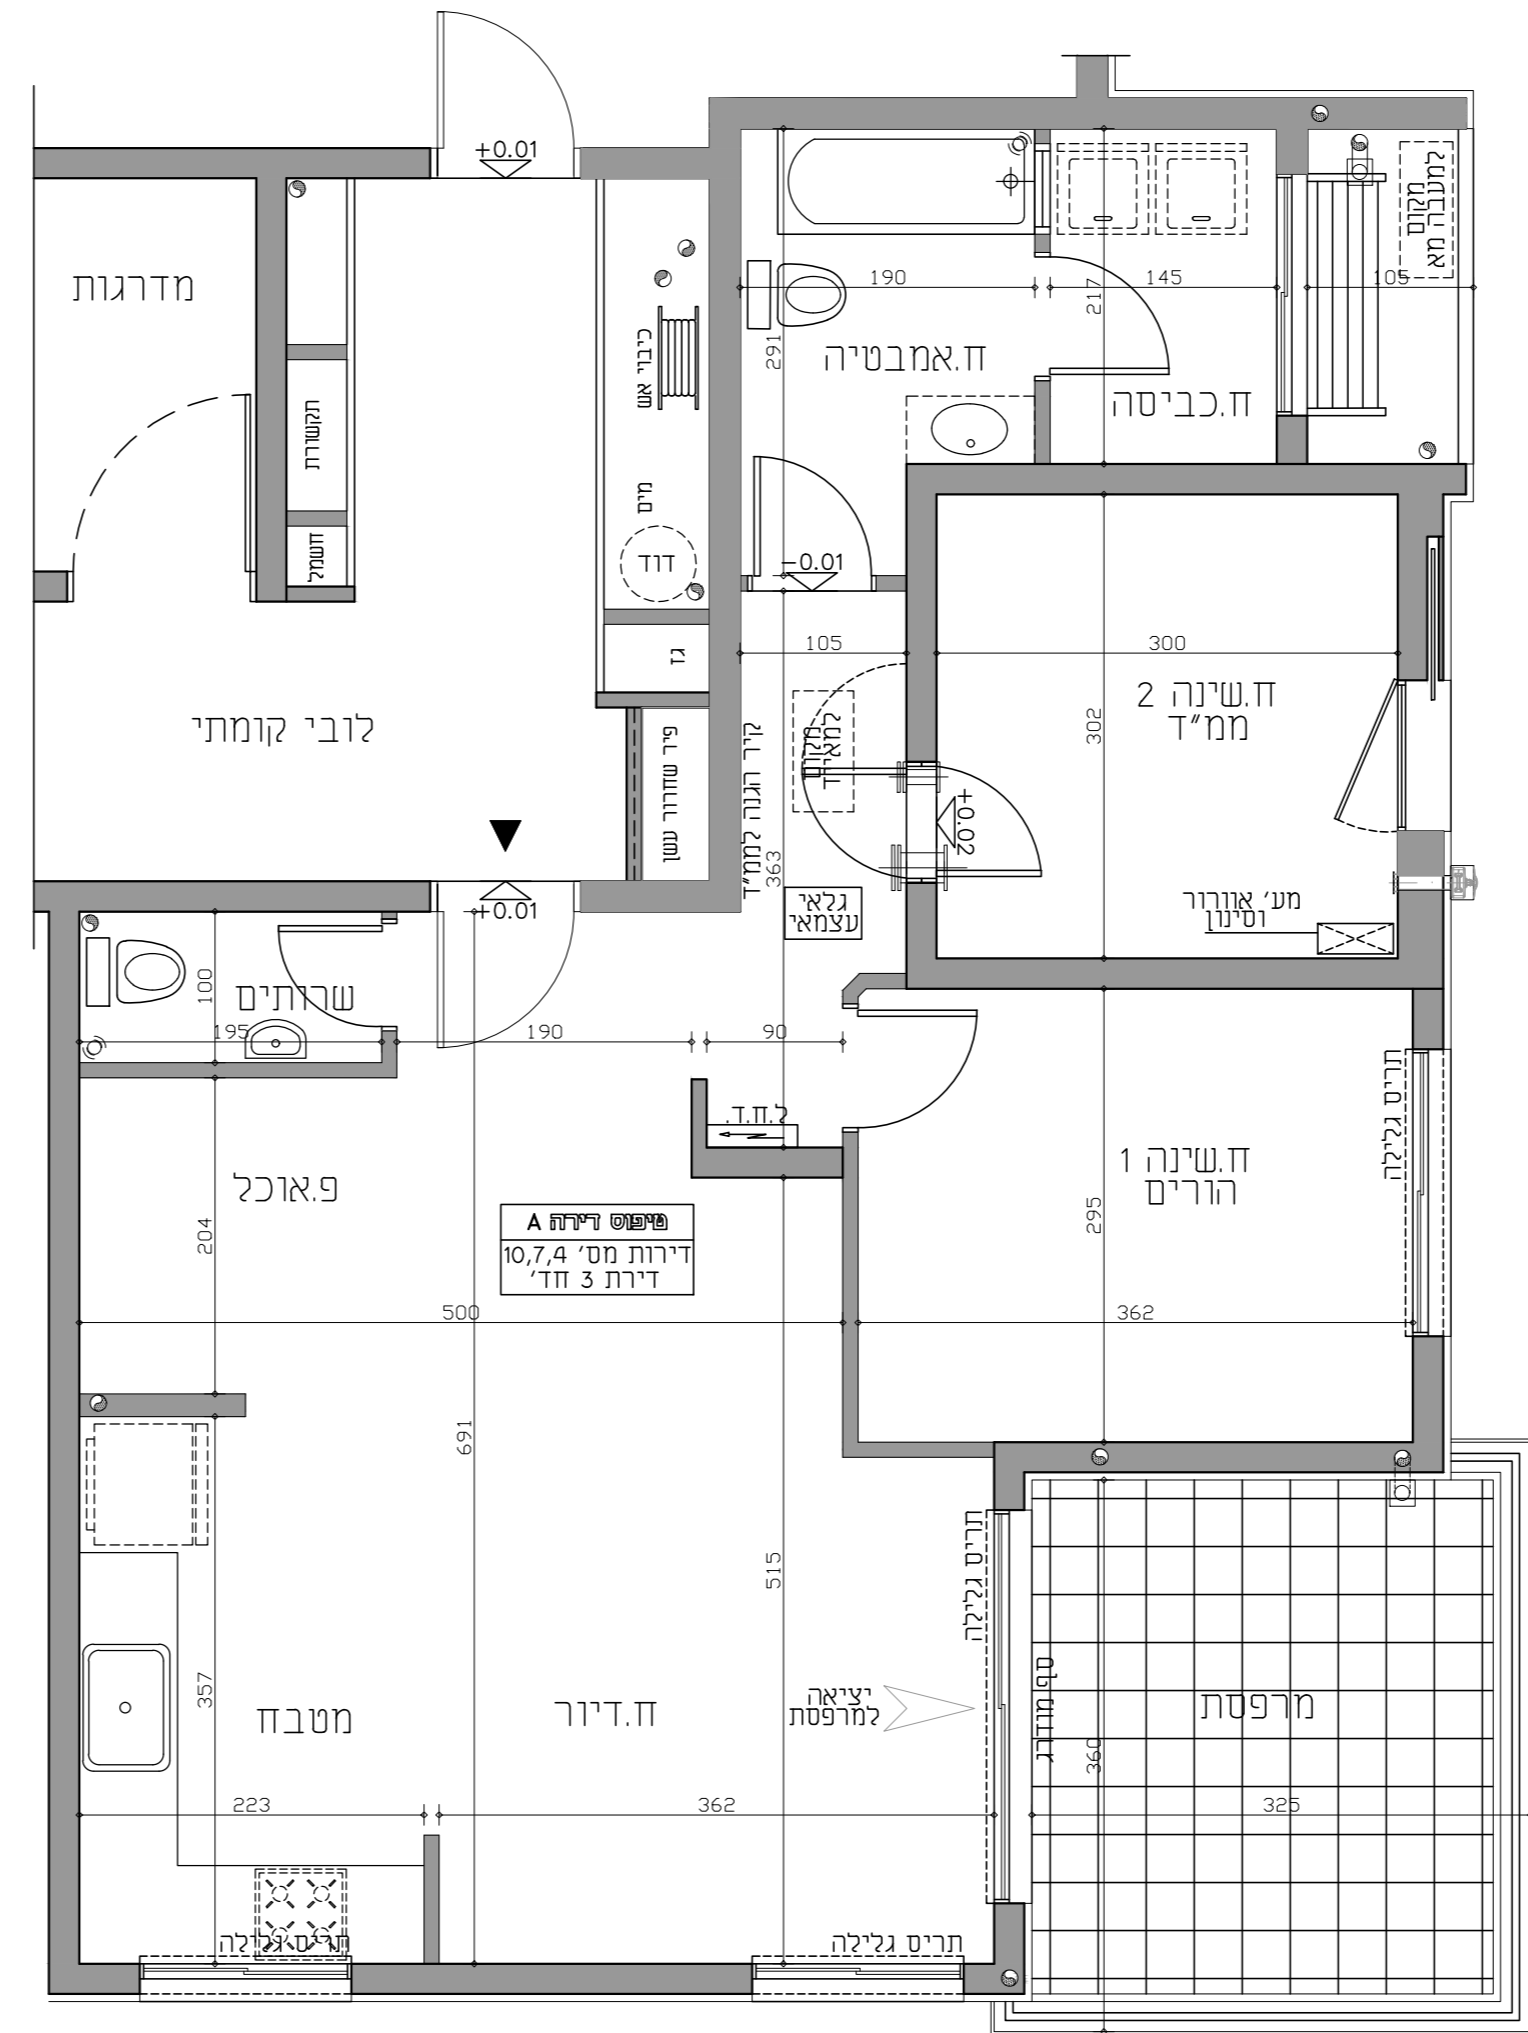 +0.01
למעבה מא
מקום
מדרגות
190
145
105
217
291
כיבוי אש
ח.אמבטיה
ח.כביסה
תקשורת
מים
חשמל
דוד
-0.01
גז
105
300
ח.שינה 2
ממ"ד
302
לובי קומתי
פיר שחרור עשן
קיר הגנה לממ"ד
מקום
למאייד
+0.02
363
גלאי
עצמאי
מע' אוורור
וסינון
+0.01
100
שרותים
195
190
90
תריס גלילה
ל.ח.ד.
ח.שינה 1
הורים
פ.אוכל
204
טיפוס דירה A
דירות מס' 10,7,4
דירת 3 חד'
295
500
362
691
515
תריס גלילה
357
מטבח
ח.דיור
יציאה
למרפסת
סף מודרג
מרפסת
360
223
362
325
תריס גלילה
תריס גלילה